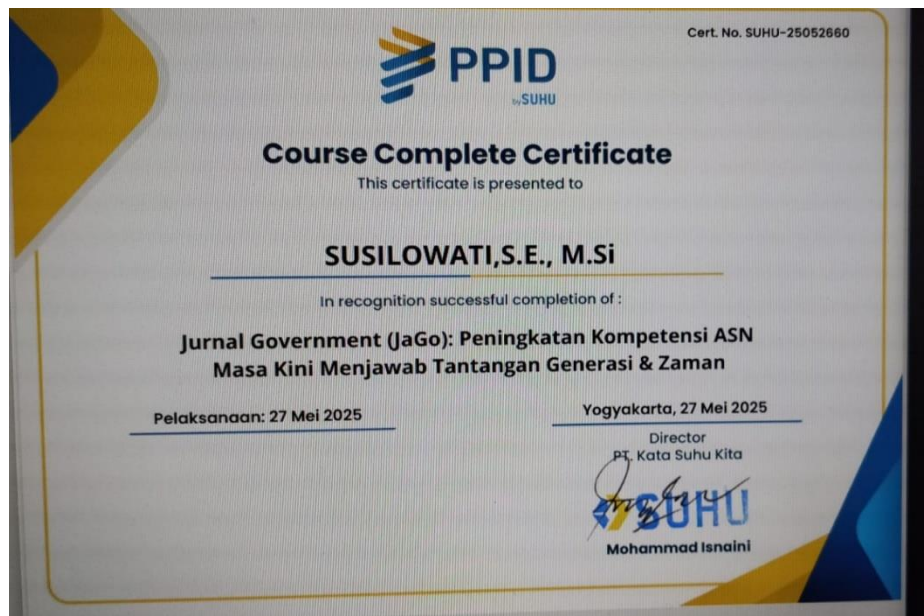 Cert. No. SUHU-25052660
PPID
by SUHU
Course Complete Certificate
This certificate is presented to
SUSILOWATI,S.E., M.Si
In recognition successful completion of :
Jurnal Government (JaGo): Peningkatan Kompetensi ASN
Masa Kini Menjawab Tantangan Generasi & Zaman
Pelaksanaan: 27 Mei 2025
Yogyakarta, 27 Mei 2025
Director
PT. Kata Suhu Kita
SUHU
Mohammad Isnaini